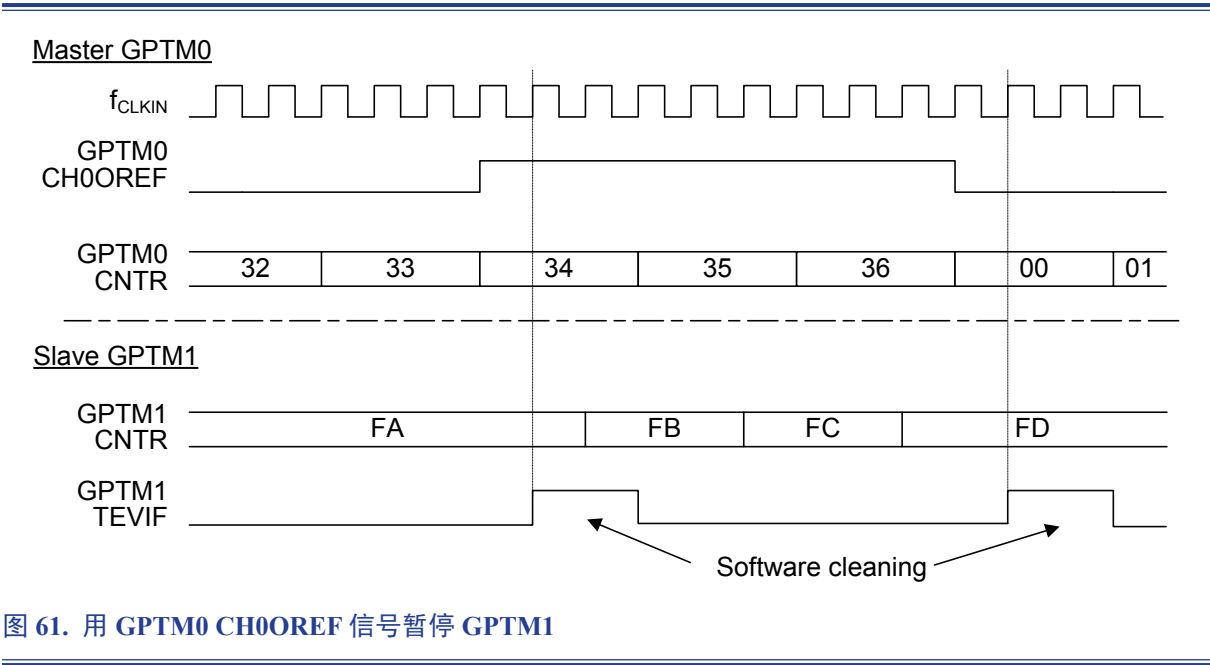 Master GPTM0
fCLKIN
GPTM0
CH0OREF
GPTM0
CNTR
32 33 34 35 36 00 01
Slave GPTM1
GPTM1
CNTR
FA FB FC FD
GPTM1
TEVIF
Software cleaning
图 61. 用 GPTM0 CH0OREF 信号暂停 GPTM1